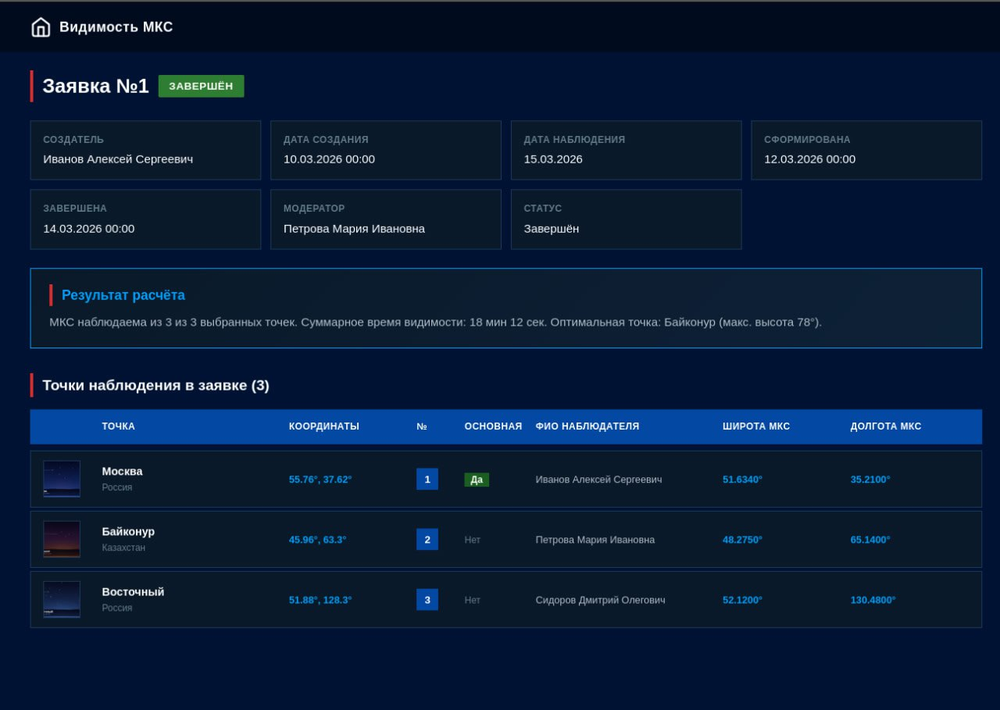 Видимость МКС
Заявка №1 ЗАВЕРШЁН
СОЗДАТЕЛЬ ДАТА СОЗДАНИЯ ДАТА НАБЛЮДЕНИЯ СФОРМИРОВАНА
Иванов Алексей Сергеевич 10.03.2026 00:00 15.03.2026 12.03.2026 00:00
ЗАВЕРШЕНА МОДЕРАТОР СТАТУС
14.03.2026 00:00 Петрова Мария Ивановна Завершён
Результат расчёта
МКС наблюдаема из 3 из 3 выбранных точек. Суммарное время видимости: 18 мин 12 сек. Оптимальная точка: Байконур (макс. высота 78°).
Точки наблюдения в заявке (3)
ТОЧКА КООРДИНАТЫ № ОСНОВНАЯ ФИО НАБЛЮДАТЕЛЯ ШИРОТА МКС ДОЛГОТА МКС
Москва
Россия
55.76°, 37.62° 1 Да Иванов Алексей Сергеевич 51.6340° 35.2100°
Байконур
Казахстан
45.96°, 63.3° 2 Нет Петрова Мария Ивановна 48.2750° 65.1400°
Восточный
Россия
51.88°, 128.3° 3 Нет Сидоров Дмитрий Олегович 52.1200° 130.4800°